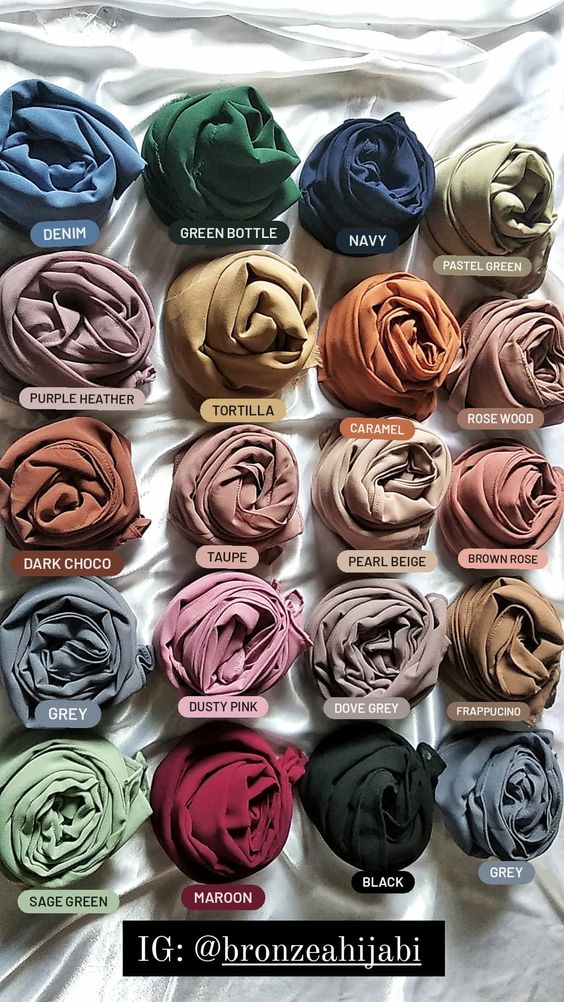 DENIM
GREEN BOTTLE
NAVY
PASTEL GREEN
PURPLE HEATHER
TORTILLA
CARAMEL
ROSE WOOD
DARK CHOCO
TAUPE
PEARL BEIGE
BROWN ROSE
GREY
DUSTY PINK
DOVE GREY
FRAPPUCINO
SAGE GREEN
MAROON
BLACK
GREY
IG: @bronzeahijabi